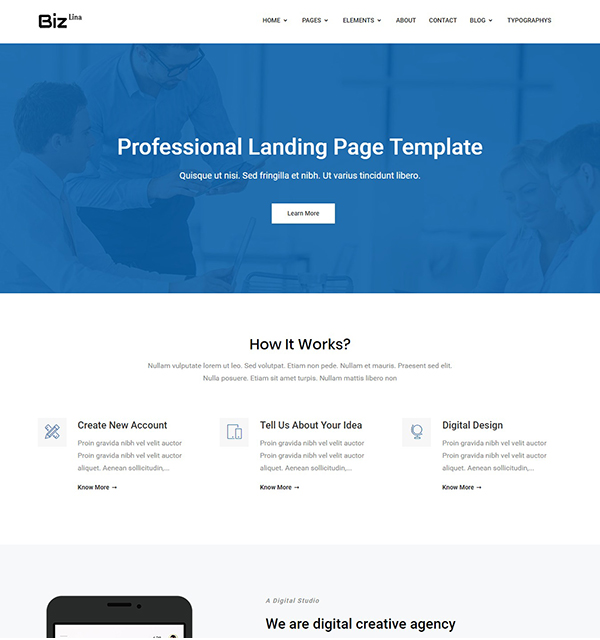 Biz Lina
HOME PAGES ELEMENTS ABOUT CONTACT BLOG TYPOGRAPHYS
Professional Landing Page Template
Quisque ut nisi. Sed fringilla et nibh. Ut varius tincidunt libero.
Learn More
How It Works?
Nullam vulputate lorem ut leo. Sed volutpat. Etiam non pede. Nullam et mauris. Praesent sed elit.
Nulla posuere. Etiam sit amet turpis. Nullam mattis libero non
Create New Account
Proin gravida nibh vel velit auctor
Proin gravida nibh vel velit auctor
aliquet. Aenean sollicitudin,...
Know More →
Tell Us About Your Idea
Proin gravida nibh vel velit auctor
Proin gravida nibh vel velit auctor
aliquet. Aenean sollicitudin,...
Know More →
Digital Design
Proin gravida nibh vel velit auctor
Proin gravida nibh vel velit auctor
aliquet. Aenean sollicitudin,...
Know More →
A Digital Studio
We are digital creative agency